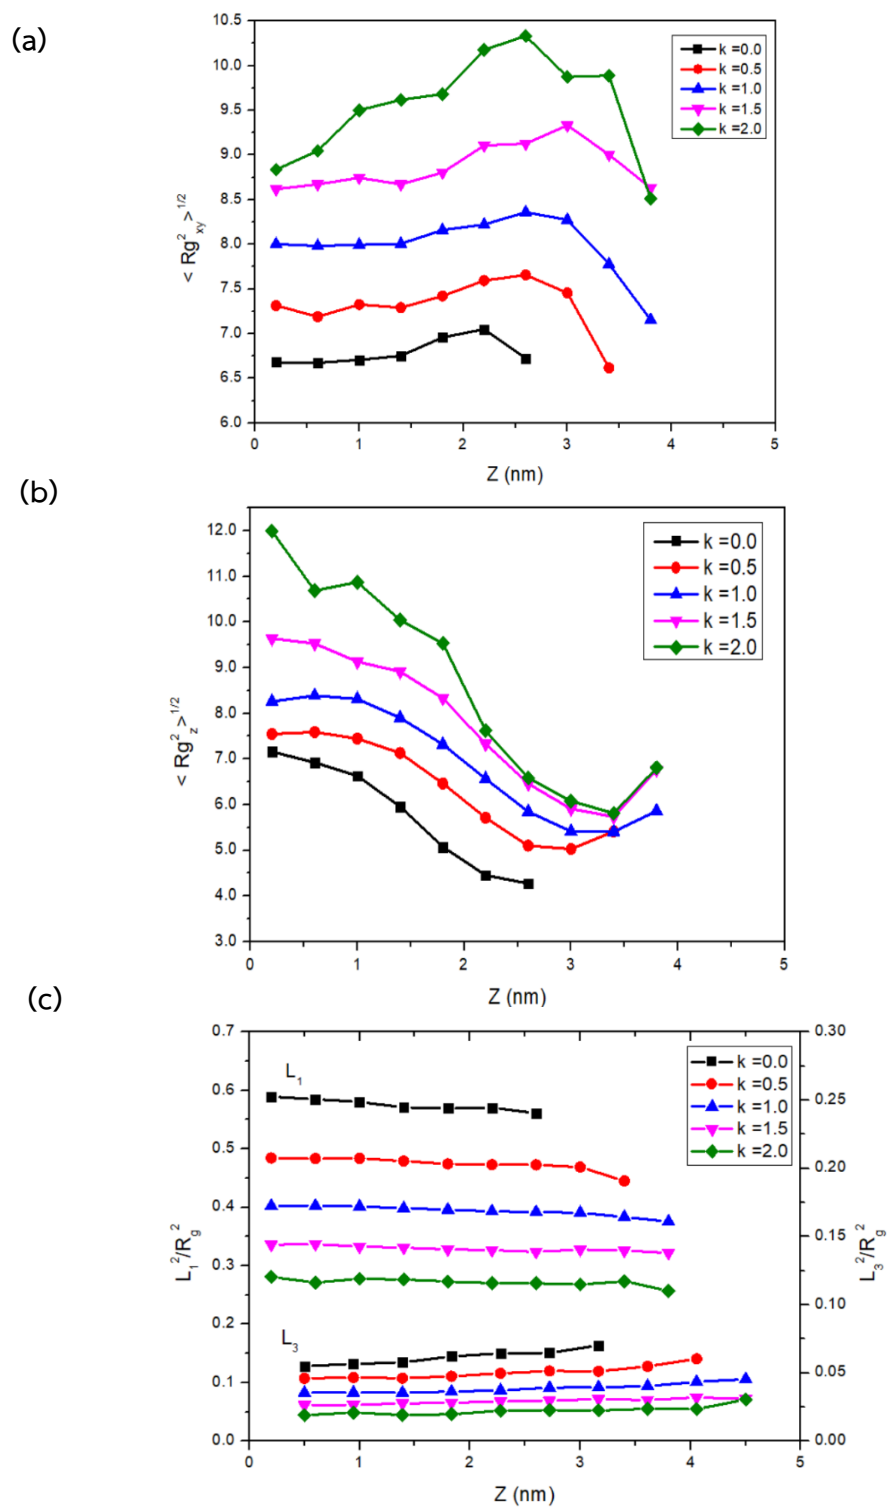 (a)
10.5
10.0
9.5
9.0
8.5
8.0
7.5
7.0
6.5
6.0
< Rg²xy >1/2
k =0.0
k =0.5
k =1.0
k =1.5
k =2.0
0 1 2 3 4 5
Z (nm)
(b)
12.0
11.0
10.0
9.0
8.0
7.0
6.0
5.0
4.0
3.0
< Rg²z >1/2
k =0.0
k =0.5
k =1.0
k =1.5
k =2.0
0 1 2 3 4 5
Z (nm)
(c)
0.7
0.6
0.5
0.4
0.3
0.2
0.1
0.0
L₁²/Rg²
L₁
L₃
k =0.0
k =0.5
k =1.0
k =1.5
k =2.0
0.30
0.25
0.20
0.15
0.10
0.05
0.00
L₃²/Rg²
0 1 2 3 4 5
Z (nm)